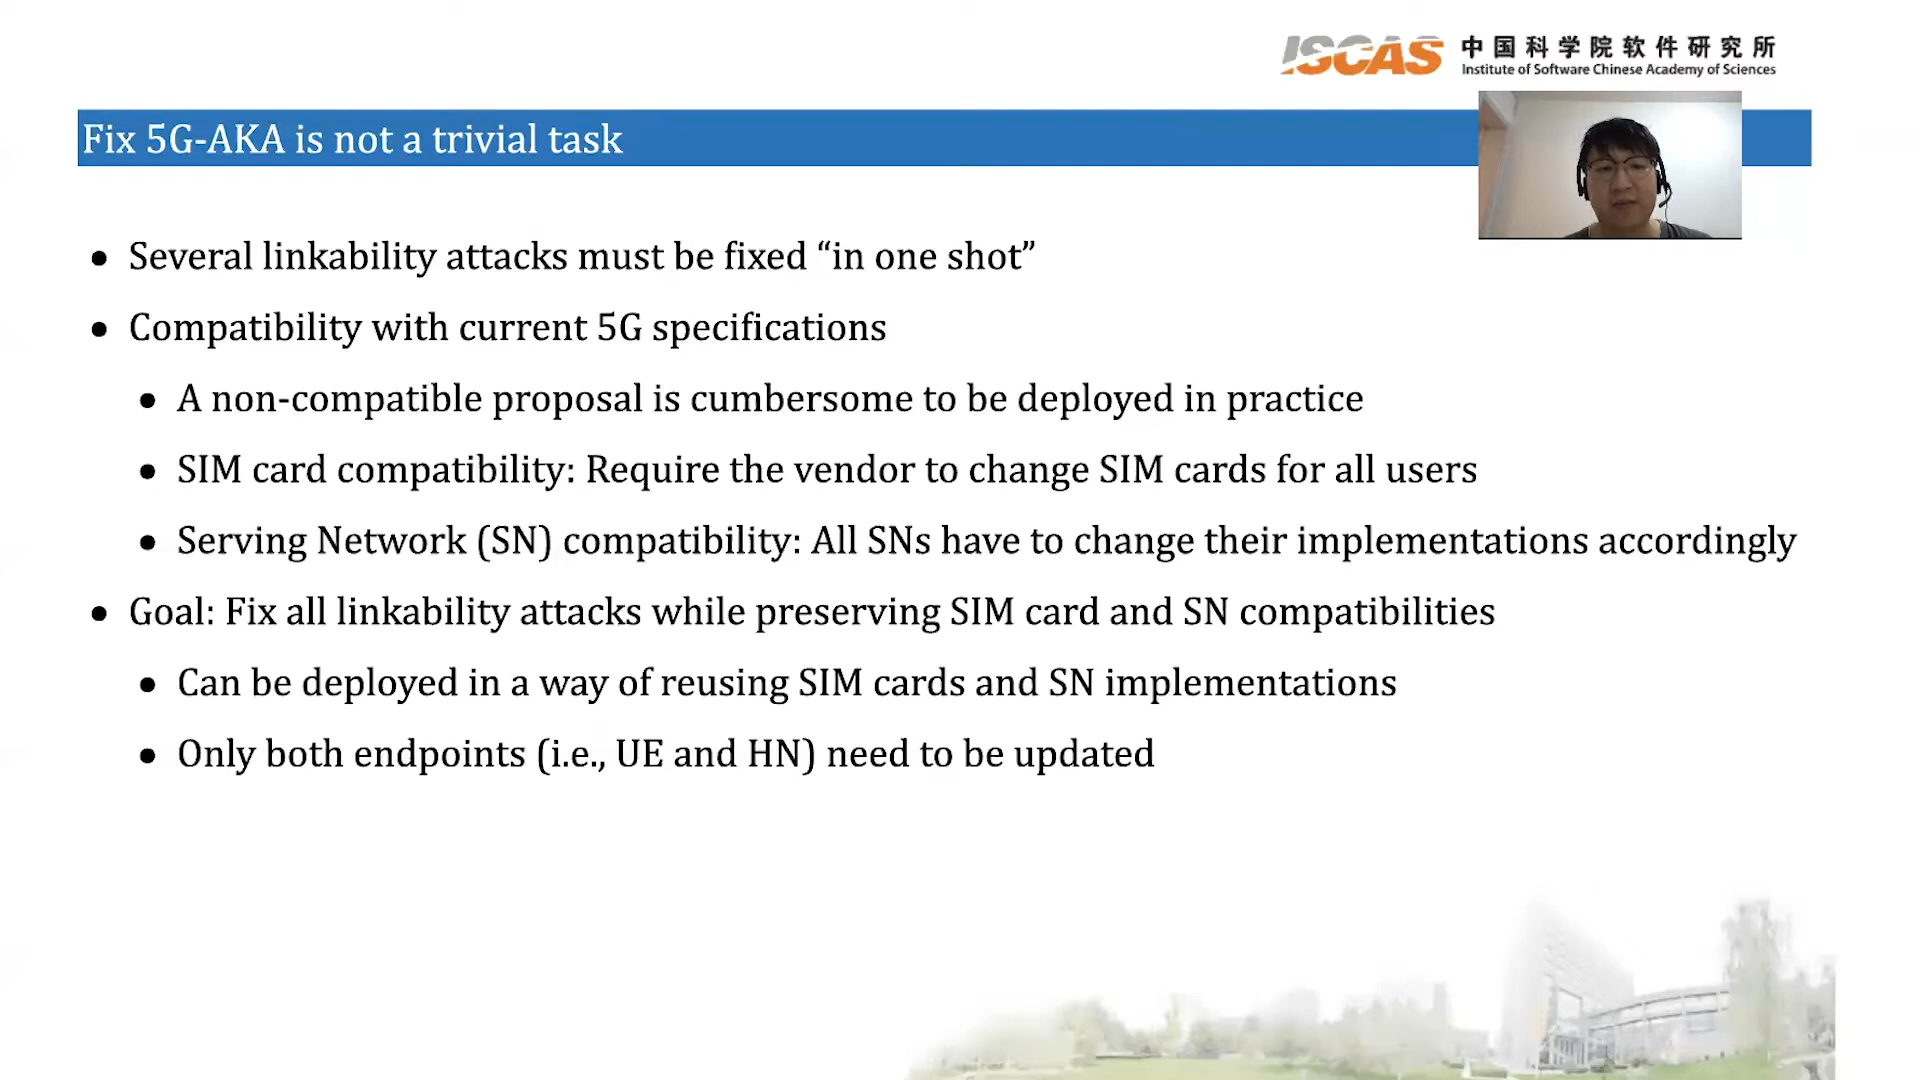 ISCAS 中国科学院软件研究所
Institute of Software Chinese Academy of Sciences
Fix 5G-AKA is not a trivial task
• Several linkability attacks must be fixed “in one shot”
• Compatibility with current 5G specifications
• A non-compatible proposal is cumbersome to be deployed in practice
• SIM card compatibility: Require the vendor to change SIM cards for all users
• Serving Network (SN) compatibility: All SNs have to change their implementations accordingly
• Goal: Fix all linkability attacks while preserving SIM card and SN compatibilities
• Can be deployed in a way of reusing SIM cards and SN implementations
• Only both endpoints (i.e., UE and HN) need to be updated